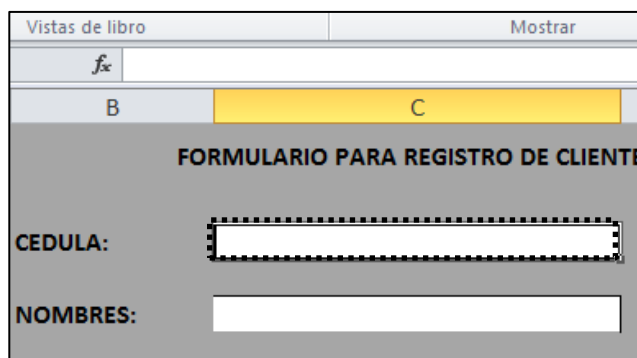 Vistas de libro Mostrar
fx
B C
FORMULARIO PARA REGISTRO DE CLIENTE
CEDULA:
NOMBRES: